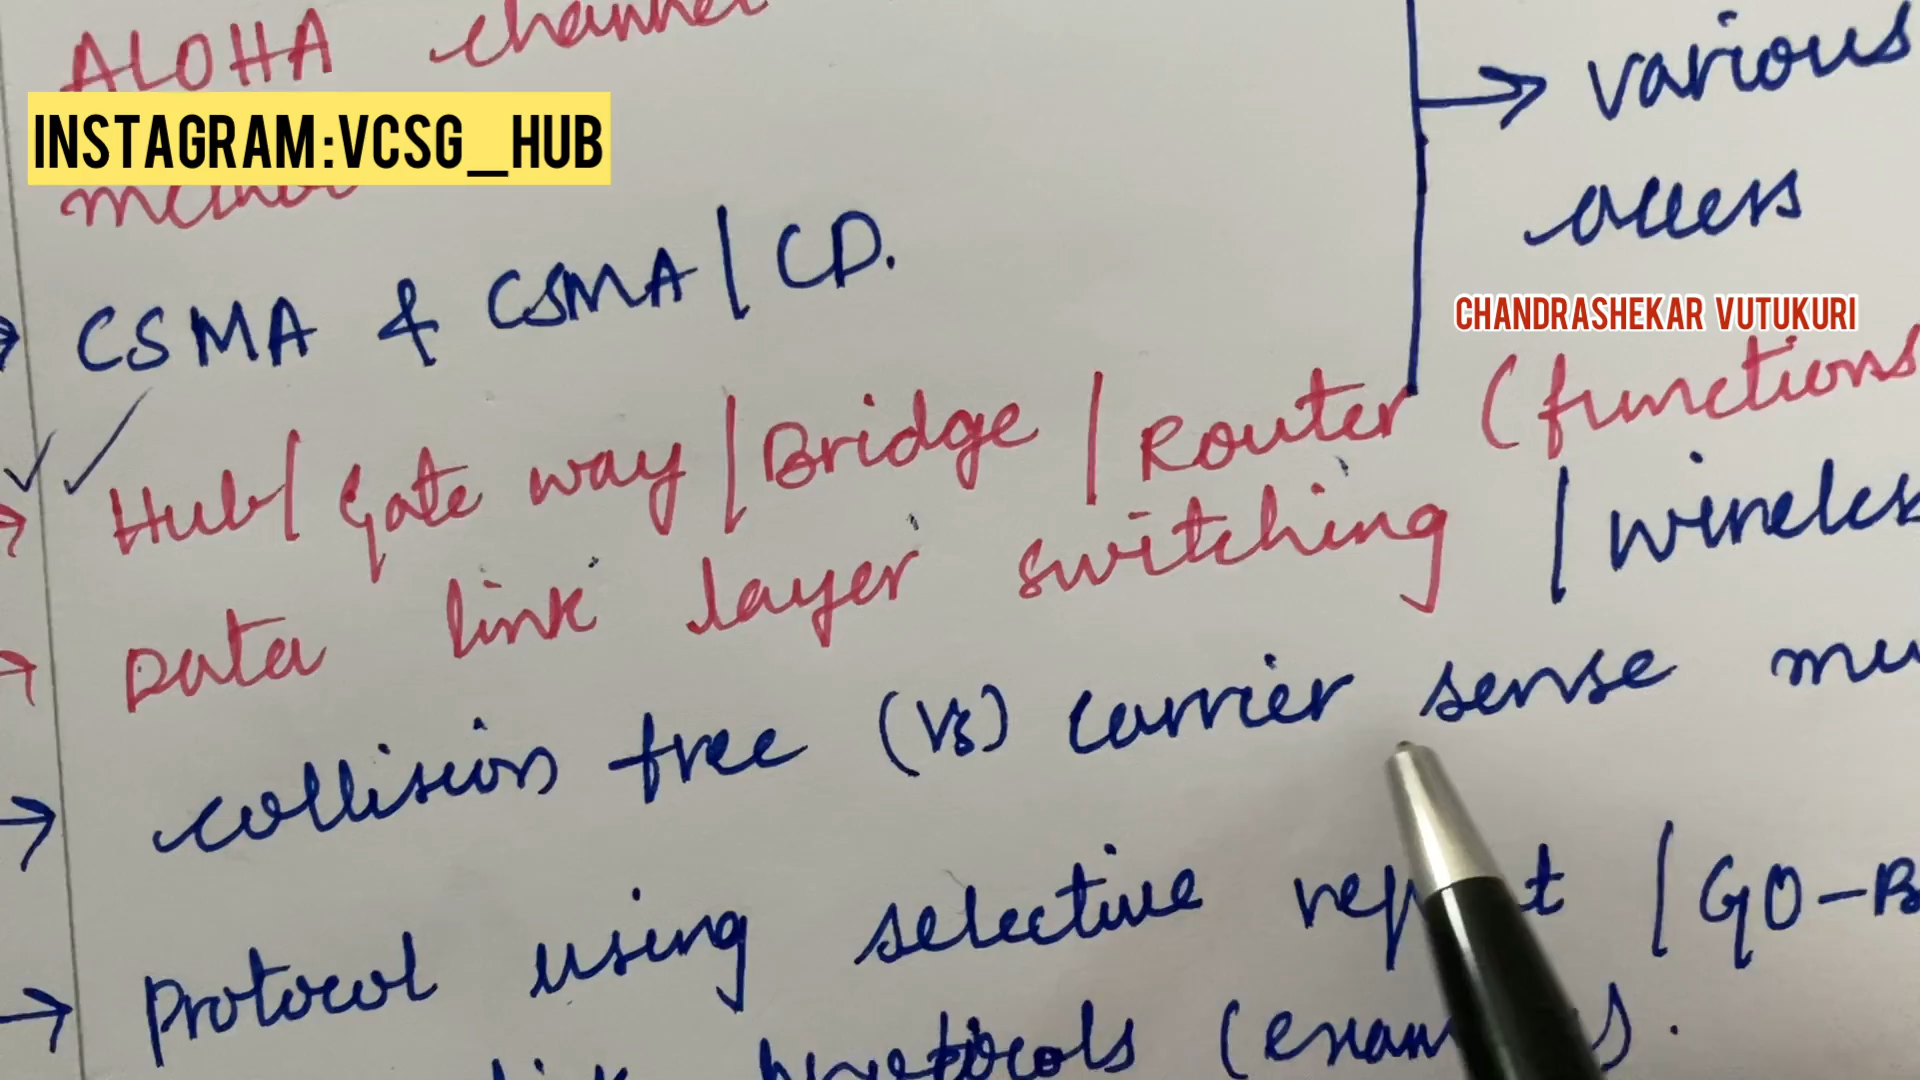 ALOHA channel
INSTAGRAM:VCSG_HUB
→ various
access
→ CSMA & CSMA/CD.
CHANDRASHEKAR VUTUKURI
→ Hub/Gate way/Bridge/Router (functions
→ Data link layer switching / wireless
→ collision free (Vs) carrier sense
→ Protocol using selective / GO-B
protocols